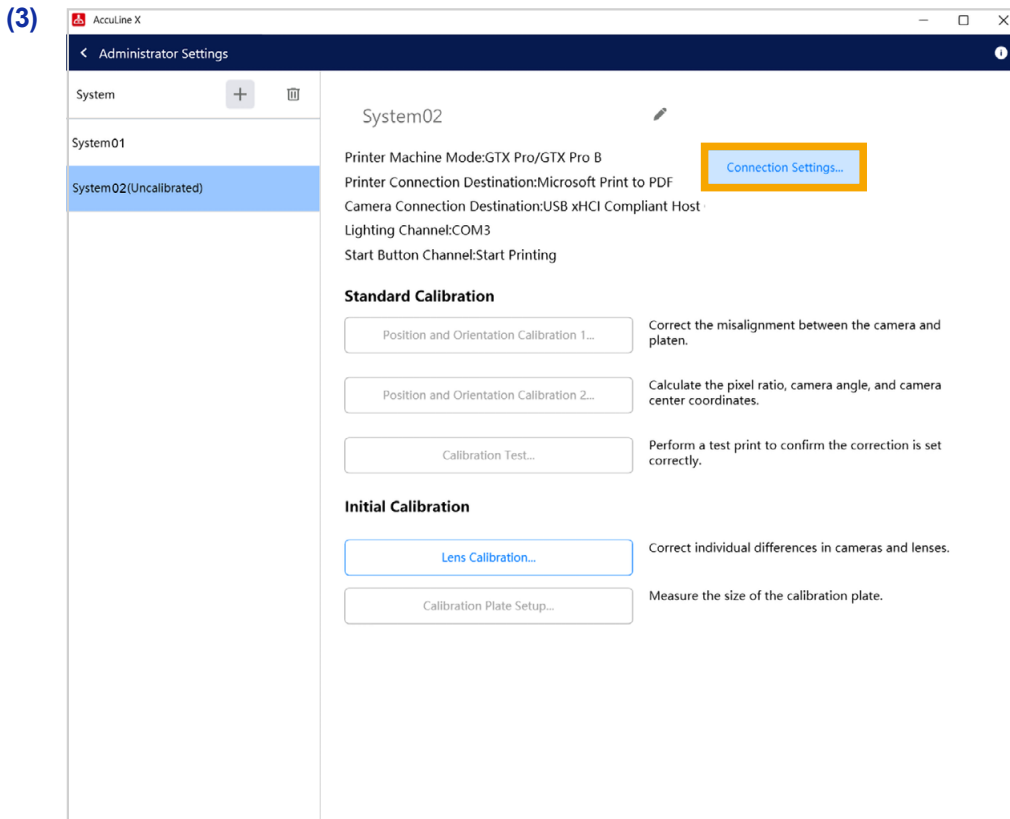 (3)
AccuLine X
Administrator Settings
System
System01
System02(Uncalibrated)
System02
Printer Machine Mode:GTX Pro/GTX Pro B
Printer Connection Destination:Microsoft Print to PDF
Camera Connection Destination:USB xHCI Compliant Host
Lighting Channel:COM3
Start Button Channel:Start Printing
Connection Settings...
Standard Calibration
Position and Orientation Calibration 1...
Correct the misalignment between the camera and
platen.
Position and Orientation Calibration 2...
Calculate the pixel ratio, camera angle, and camera
center coordinates.
Calibration Test...
Perform a test print to confirm the correction is set
correctly.
Initial Calibration
Lens Calibration...
Correct individual differences in cameras and lenses.
Calibration Plate Setup...
Measure the size of the calibration plate.